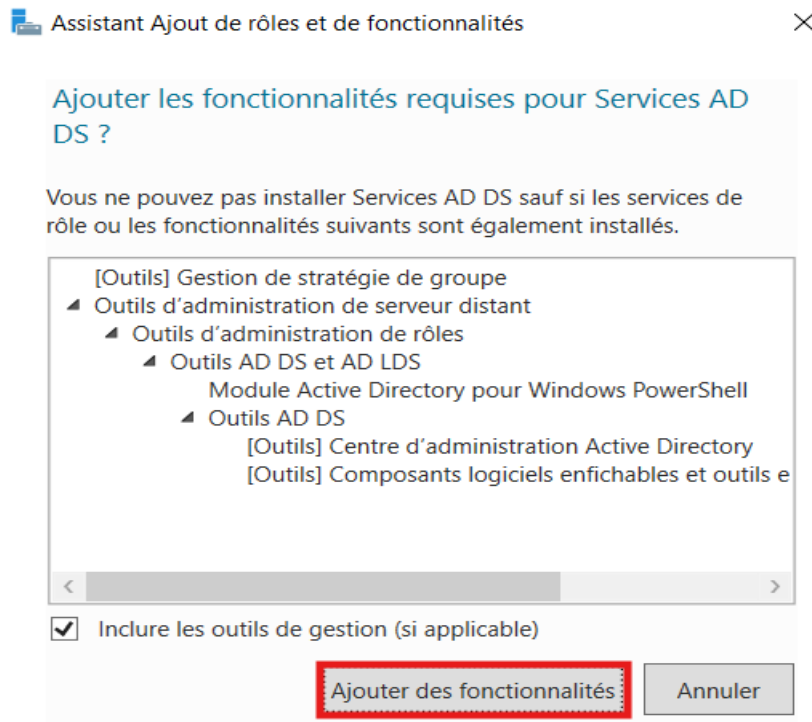 Assistant Ajout de rôles et de fonctionnalités
Ajouter les fonctionnalités requises pour Services AD
DS ?
Vous ne pouvez pas installer Services AD DS sauf si les services de
rôle ou les fonctionnalités suivants sont également installés.
[Outils] Gestion de stratégie de groupe
Outils d’administration de serveur distant
Outils d’administration de rôles
Outils AD DS et AD LDS
Module Active Directory pour Windows PowerShell
Outils AD DS
[Outils] Centre d’administration Active Directory
[Outils] Composants logiciels enfichables et outils e
Inclure les outils de gestion (si applicable)
Ajouter des fonctionnalités Annuler